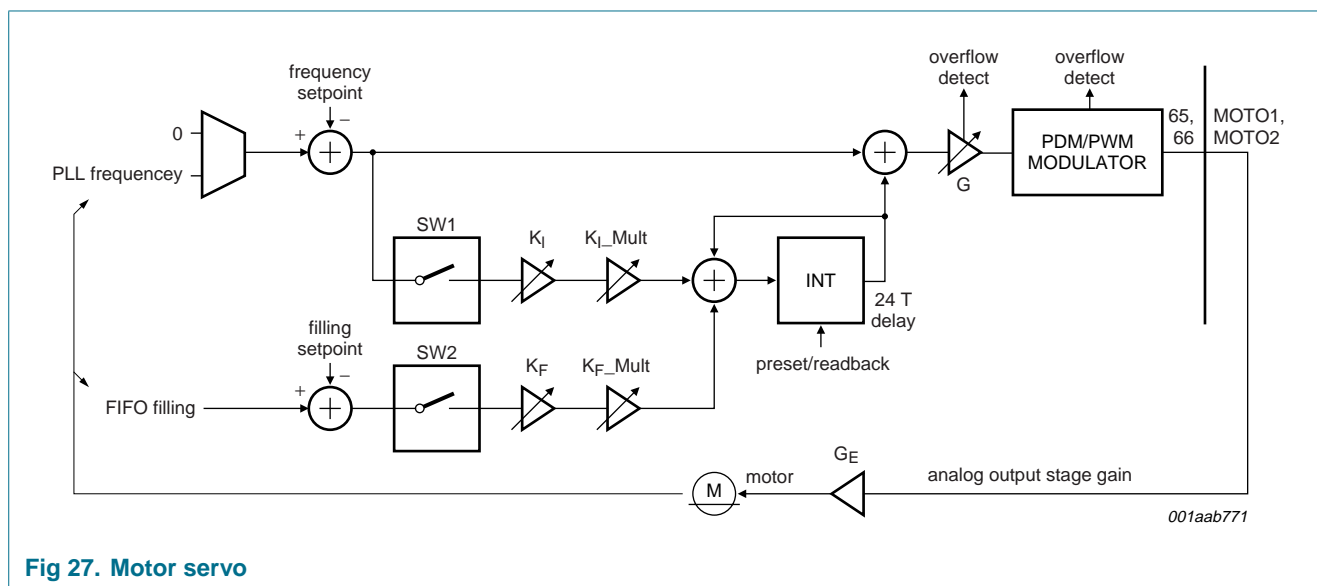 frequency
setpoint
overflow
detect
overflow
detect
0
+
−
PLL frequencey
G
PDM/PWM
MODULATOR
65,
66
MOTO1,
MOTO2
SW1
KI
KI_Mult
INT
24 T
delay
preset/readback
filling
setpoint
+
−
FIFO filling
SW2
KF
KF_Mult
M
motor
GE
analog output stage gain
001aab771
Fig 27. Motor servo